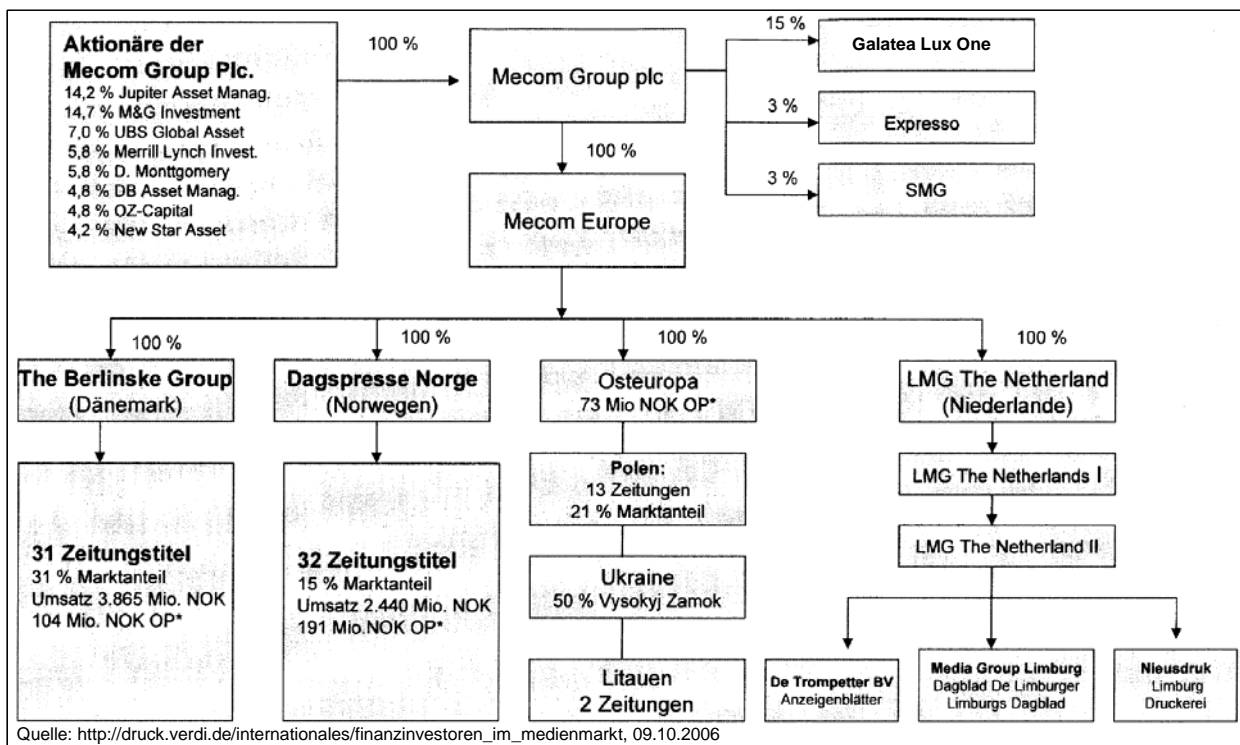 Aktionäre der
Mecom Group Plc.
14,2 % Jupiter Asset Manag.
14,7 % M&G Investment
7,0 % UBS Global Asset
5,8 % Merrill Lynch Invest.
5,8 % D. Monttgomery
4,8 % DB Asset Manag.
4,8 % OZ-Capital
4,2 % New Star Asset
100 %
Mecom Group plc
15 %
Galatea Lux One
3 %
Expresso
3 %
SMG
100 %
Mecom Europe
100 %
The Berlinske Group
(Dänemark)
31 Zeitungstitel
31 % Marktanteil
Umsatz 3.865 Mio. NOK
104 Mio. NOK OP*
100 %
Dagspresse Norge
(Norwegen)
32 Zeitungstitel
15 % Marktanteil
Umsatz 2.440 Mio. NOK
191 Mio.NOK OP*
100 %
Osteuropa
73 Mio NOK OP*
Polen:
13 Zeitungen
21 % Marktanteil
Ukraine
50 % Vysokyj Zamok
Litauen
2 Zeitungen
100 %
LMG The Netherland
(Niederlande)
LMG The Netherlands I
LMG The Netherland II
De Trompetter BV
Anzeigenblätter
Media Group Limburg
Dagblad De Limburger
Limburgs Dagblad
Nieusdruk
Limburg
Druckerei
Quelle: http://druck.verdi.de/internationales/finanzinvestoren_im_medienmarkt, 09.10.2006